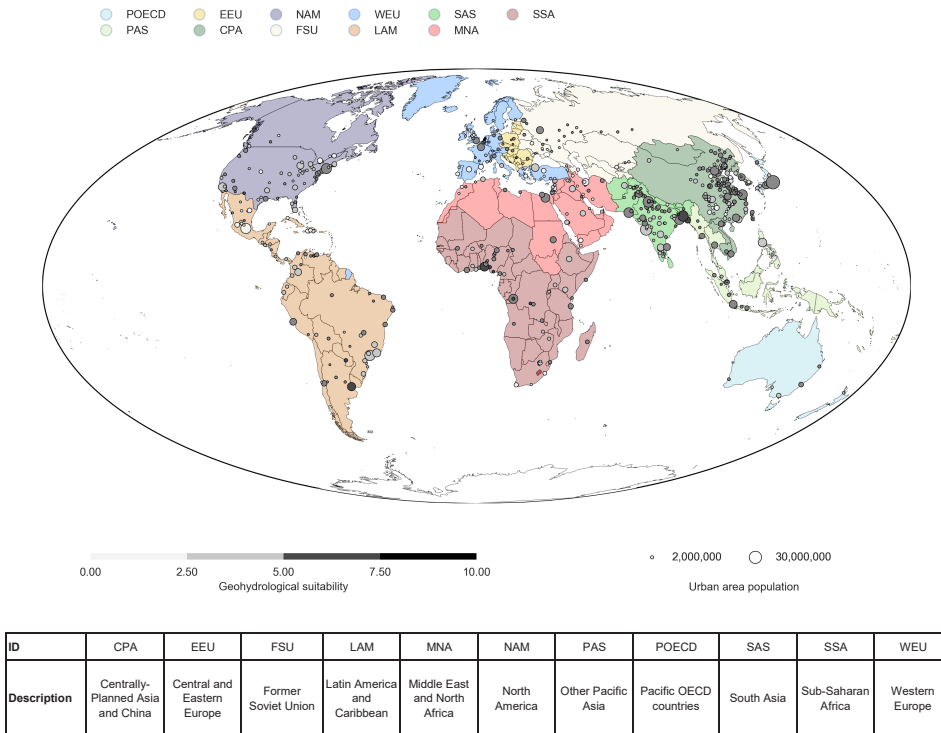 POECD EEU NAM WEU SAS SSA
PAS CPA FSU LAM MNA
0.00 2.50 5.00 7.50 10.00
Geohydrological suitability
2,000,000 30,000,000
Urban area population
ID CPA EEU FSU LAM MNA NAM PAS POECD SAS SSA WEU
Description Centrally-Planned Asia and China Central and Eastern Europe Former Soviet Union Latin America and Caribbean Middle East and North Africa North America Other Pacific Asia Pacific OECD countries South Asia Sub-Saharan Africa Western Europe